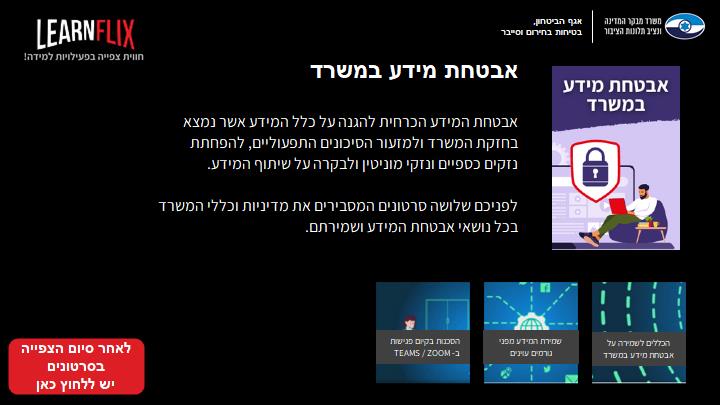 LEARNFLIX
חווית צפייה בפעילויות למידה!
אגף הביטחון,
בטיחות בחירום וסייבר
משרד מבקר המדינה
ונציב תלונות הציבור
אבטחת מידע במשרד
אבטחת המידע הכרחית להגנה על כלל המידע אשר נמצא
בחזקת המשרד ולמזעור הסיכונים התפעוליים, להפחתת
נזקים כספיים ונזקי מוניטין ולבקרה על שיתוף המידע.
לפניכם שלושה סרטונים המסבירים את מדיניות וכללי המשרד
בכל נושאי אבטחת המידע ושמירתם.
אבטחת מידע
במשרד
הכללים לשמירה על
אבטחת מידע במשרד
שמירת המידע מפני
גורמים עוינים
הסכנות בקיום פגישות
ב- TEAMS / ZOOM
לאחר סיום הצפייה
בסרטונים
יש ללחוץ כאן